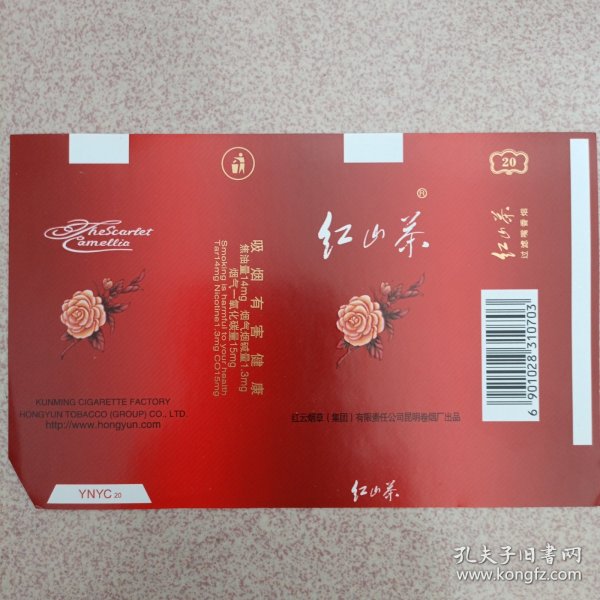 The Scarlet
Camellia
KUNMING CIGARETTE FACTORY
HONGYUN TOBACCO (GROUP) CO., LTD.
http://www.hongyun.com
YNYC 20
吸烟有害健康
焦油量14mg 烟气烟碱量1.3mg
烟气一氧化碳量15mg
Smoking is harmful to your health
Tar14mg Nicotine1.3mg CO15mg
红山茶®
红云烟草(集团)有限责任公司昆明卷烟厂出品
红山茶
20
红山茶
过滤嘴香烟
6 901028 310703
孔夫子旧书网
www.kongfz.com